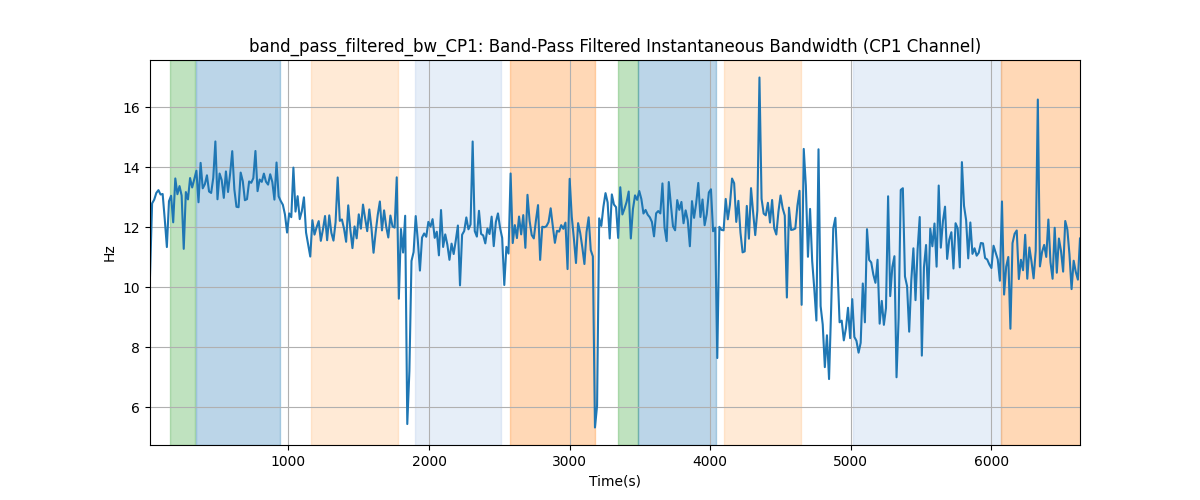 band_pass_filtered_bw_CP1: Band-Pass Filtered Instantaneous Bandwidth (CP1 Channel)
16
14
12
10
8
6
Hz
1000 2000 3000 4000 5000 6000
Time(s)